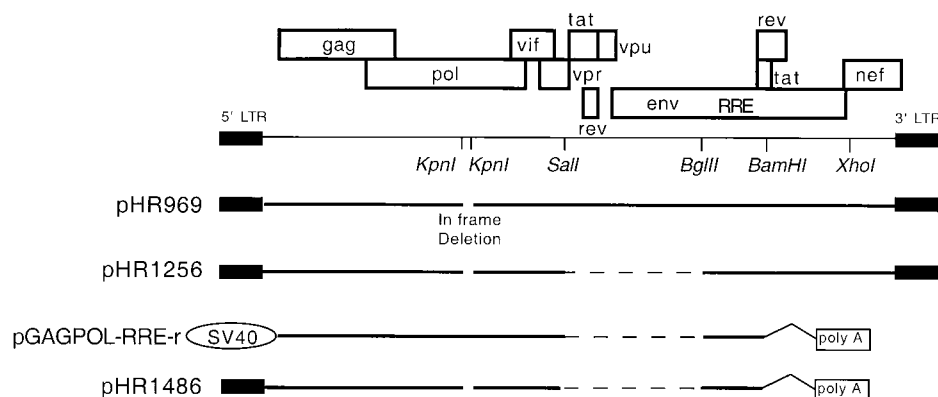 tat
rev
gag
vif
vpu
pol
vpr
tat
nef
env
RRE
5' LTR
rev
3' LTR
KpnI
KpnI
SalI
BglII
BamHI
XhoI
pHR969
In frame
Deletion
pHR1256
pGAGPOL-RRE-r
SV40
poly A
pHR1486
poly A